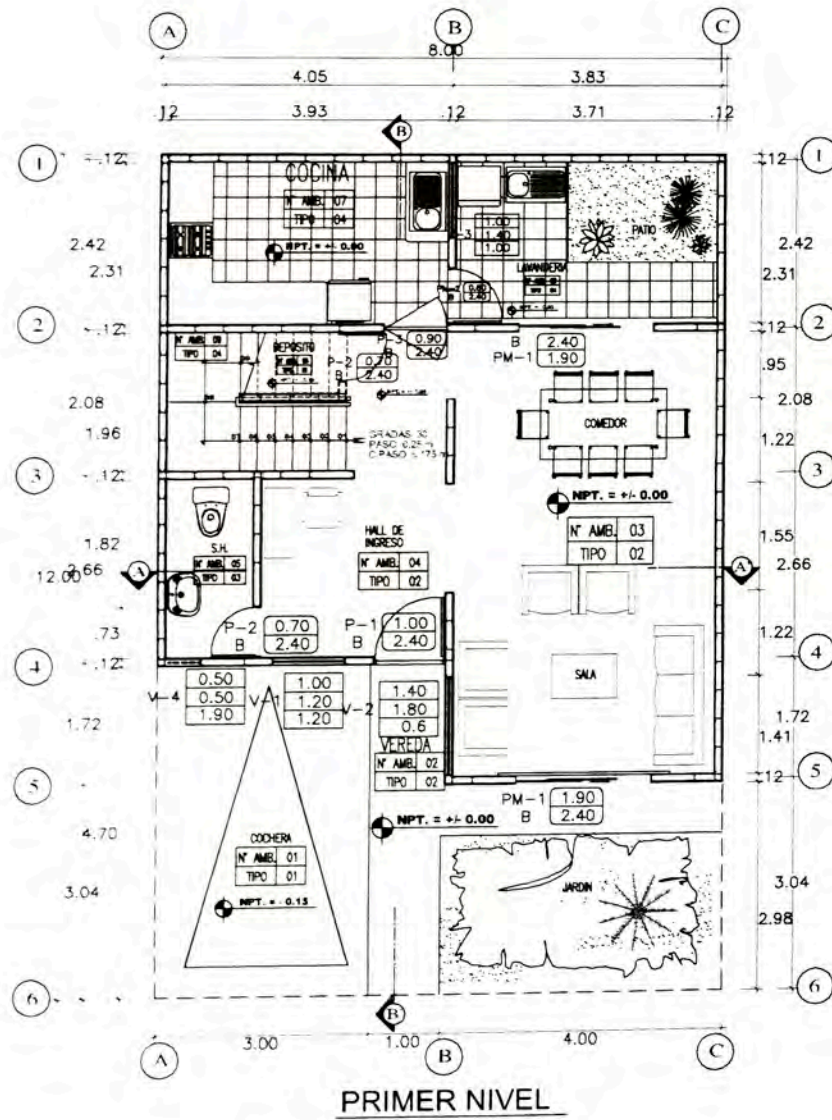 A
B
C
8.00
4.05
3.83
.12
3.93
.12
3.71
.12
B
1
.12
.12
1
COCINA
N° AMB. 07
TIPO 04
NPT. = +/- 0.00
1.00
1.40
1.00
PATIO
LAVANDERIA
2.42
2.31
2.42
2.31
0.60
2.40
2
.12
.12
2
N° AMB. 09
TIPO 04
DEPOSITO
P-2 0.70
B 2.40
P-3 0.90
B 2.40
B 2.40
PM-1 1.90
.95
2.08
1.96
2.08
1.22
COMEDOR
GRADAS
PASO 0.25
3
.12
3
NPT. = +/- 0.00
N° AMB. 03
TIPO 02
HALL DE
INGRESO
N° AMB. 04
TIPO 02
S.H.
N° AMB. 05
TIPO 03
1.82
2.66
12.00
A
A'
1.55
2.66
.73
1.22
P-2 0.70
B 2.40
P-1 1.00
B 2.40
4
.12
4
SALA
V-4
0.50
0.50
1.90
V-1
1.00
1.20
1.20
V-2
1.40
1.80
0.6
1.72
1.72
1.41
VEREDA
N° AMB. 02
TIPO 02
5
.12
5
PM-1 1.90
B 2.40
NPT. = +/- 0.00
4.70
COCHERA
N° AMB. 01
TIPO 01
NPT. = - 0.15
JARDIN
3.04
3.04
2.98
6
6
B
3.00
1.00
4.00
A
B
C
PRIMER NIVEL